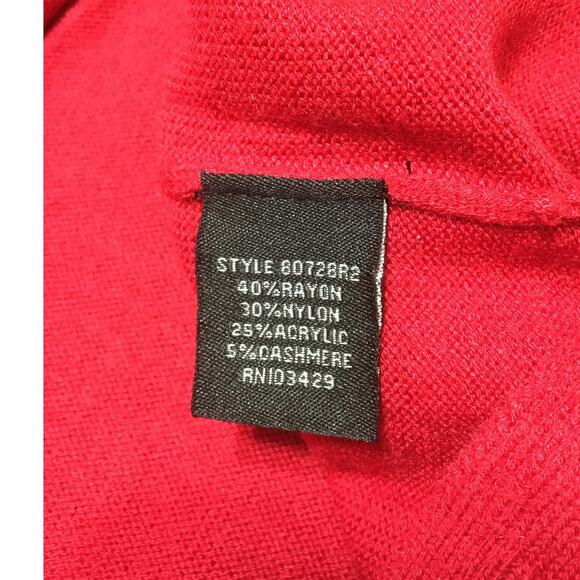 STYLE 80728R2
40%RAYON
30%NYLON
25%ACRYLIC
5%CASHMERE
RN103429